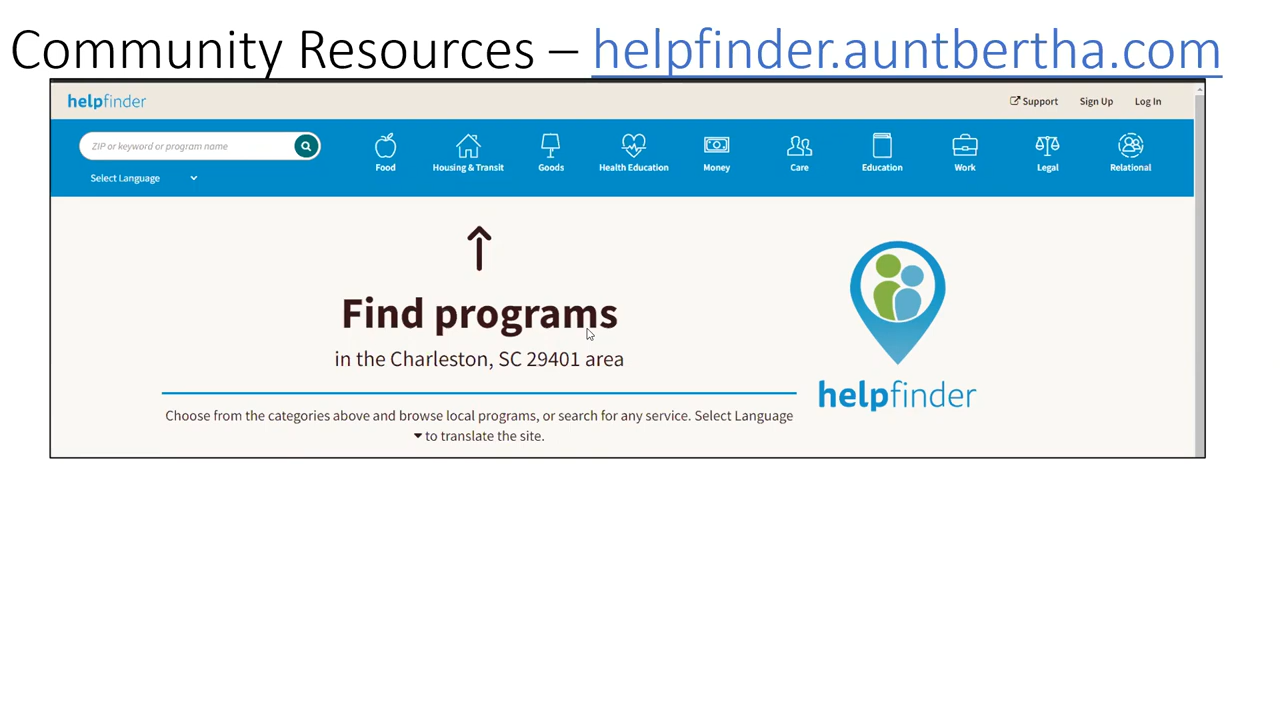 Community Resources – helpfinder.auntbertha.com
helpfinder
Support Sign Up Log In
ZIP or keyword or program name
Select Language
Food Housing & Transit Goods Health Education Money Care Education Work Legal Relational
Find programs
in the Charleston, SC 29401 area
Choose from the categories above and browse local programs, or search for any service. Select Language
to translate the site.
helpfinder